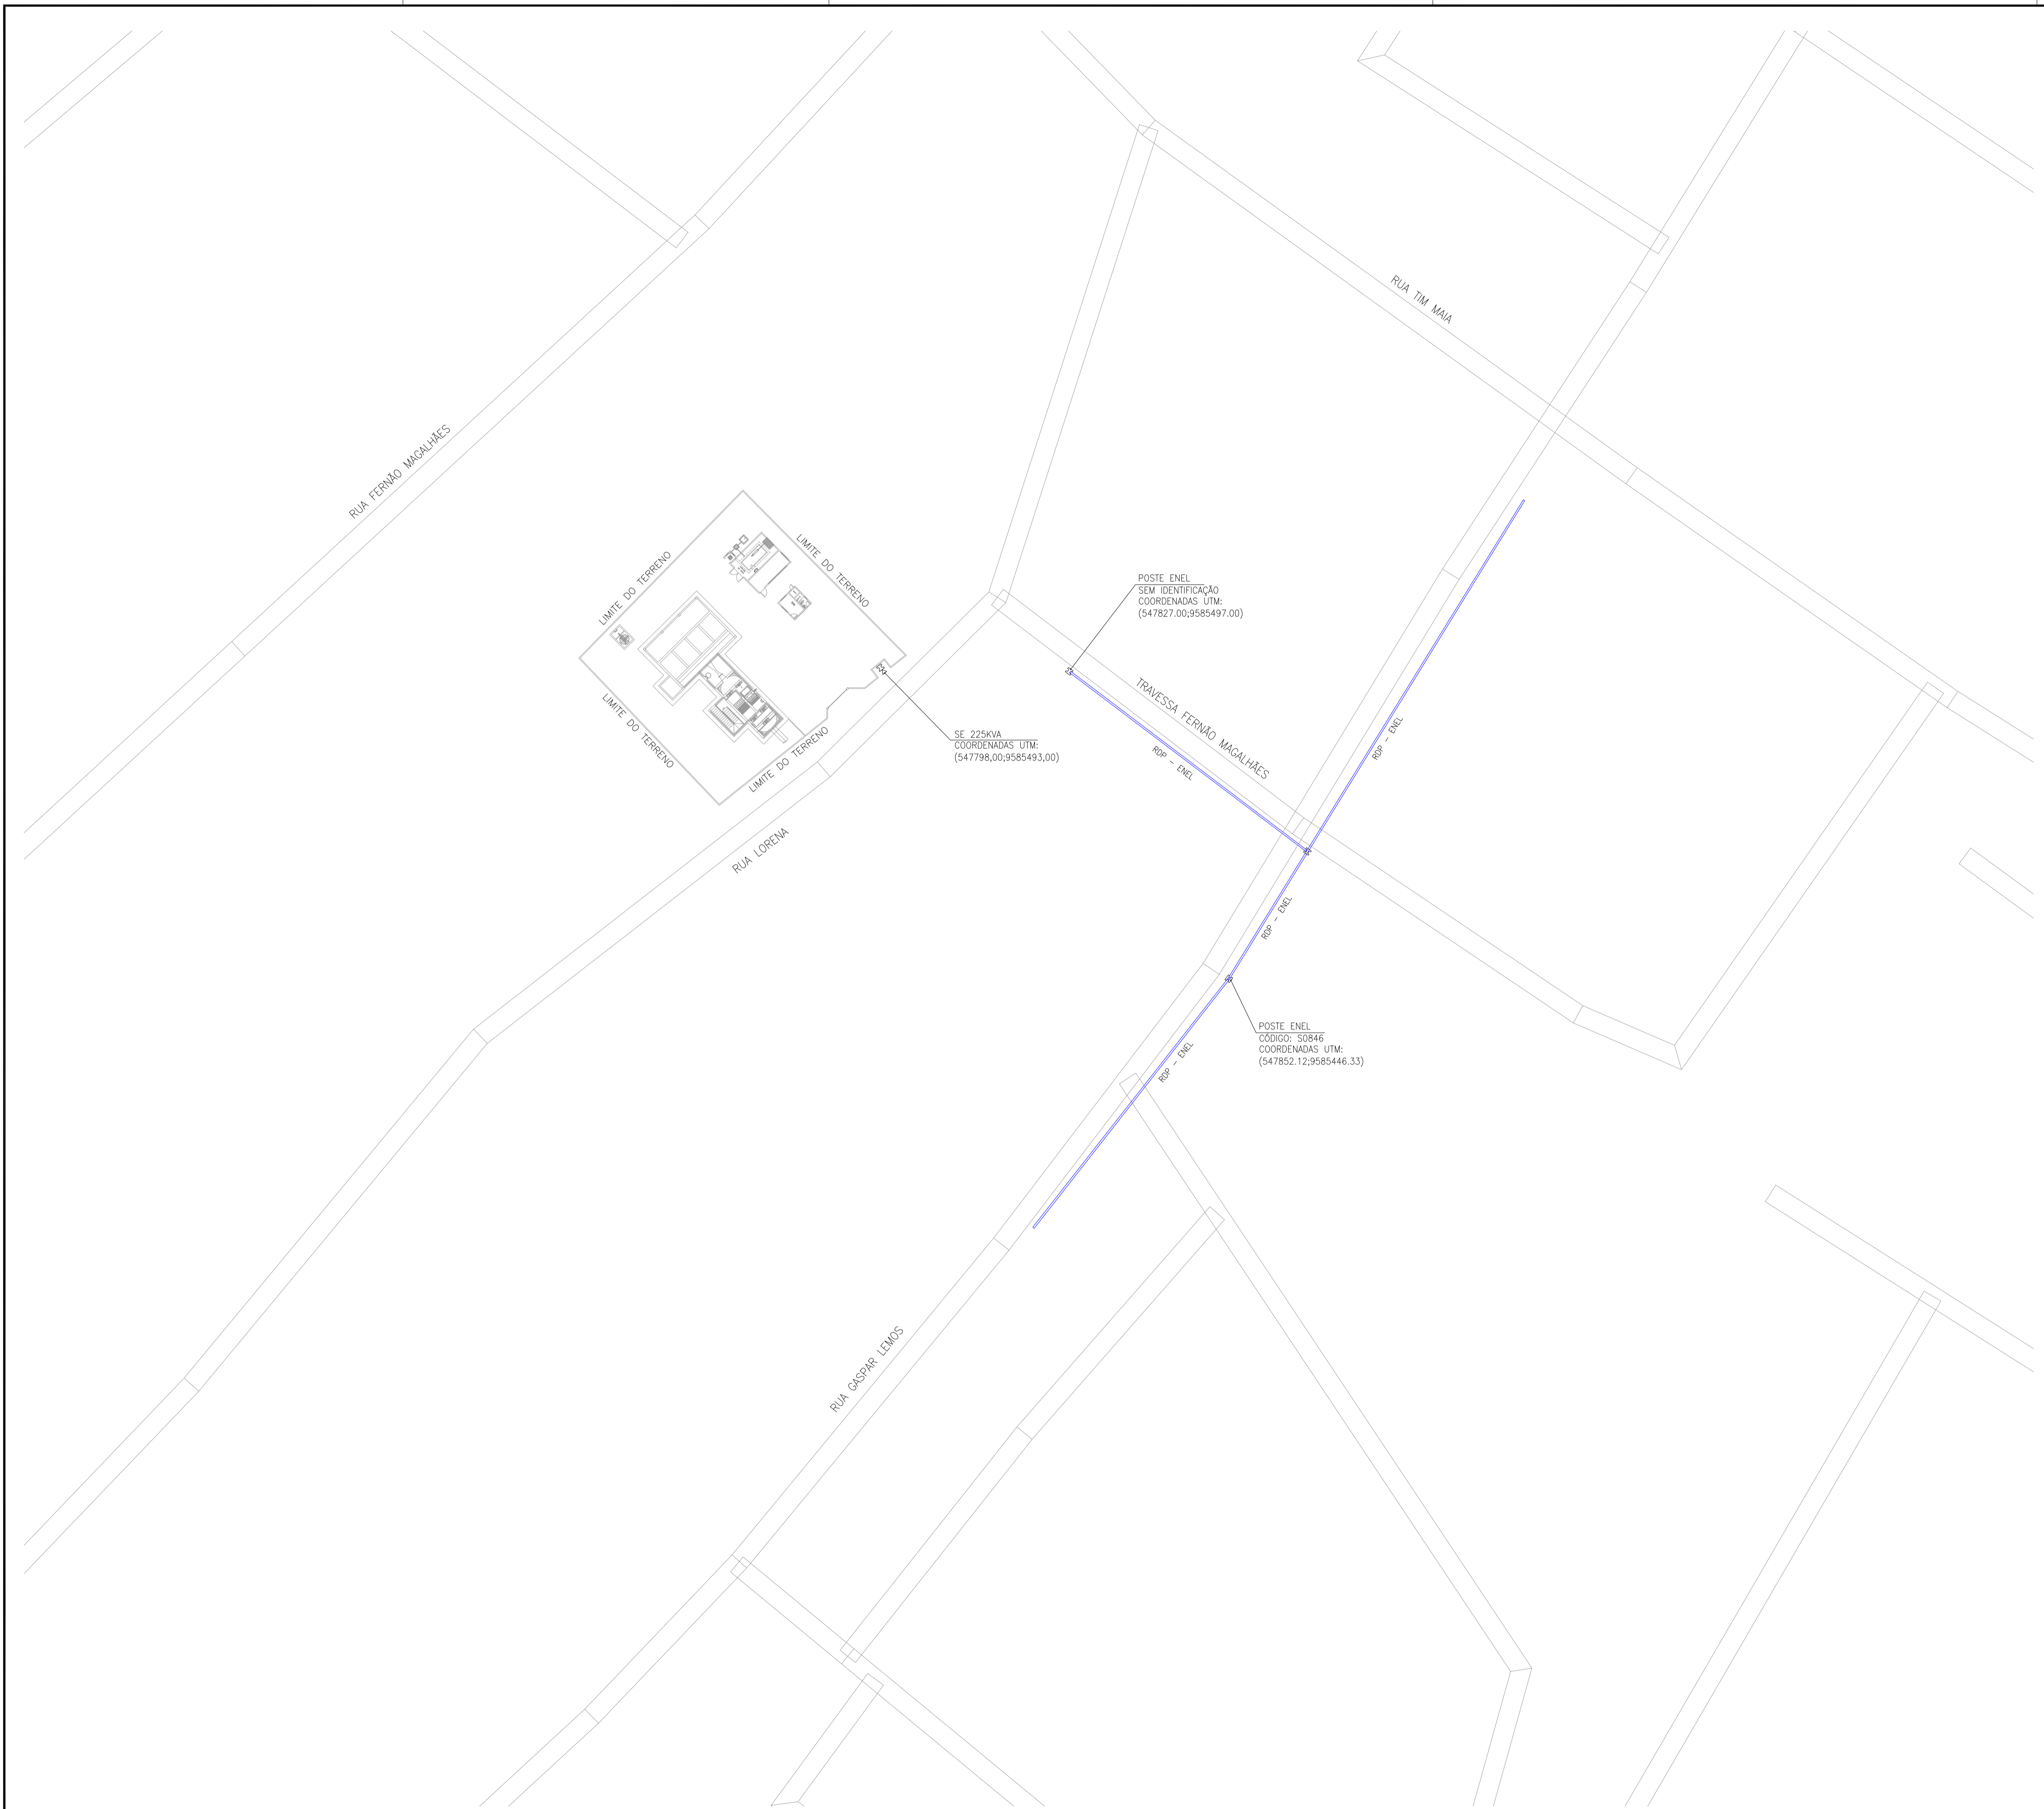 RUA TIM MAIA
RUA FERNÃO MAGALHÃES
LIMITE DO TERRENO
LIMITE DO TERRENO
POSTE ENEL
SEM IDENTIFICAÇÃO
COORDENADAS UTM:
(547827.00;9585497.00)
TRAVESSA FERNÃO MAGALHÃES
LIMITE DO TERRENO
LIMITE DO TERRENO
SE 225KVA
COORDENADAS UTM:
(547798,00;9585493,00)
RDP - ENEL
RDP - ENEL
RUA LORENA
RDP - ENEL
POSTE ENEL
CÓDIGO: S0846
COORDENADAS UTM:
(547852.12;9585446.33)
RDP - ENEL
RUA GASPAR LEMOS